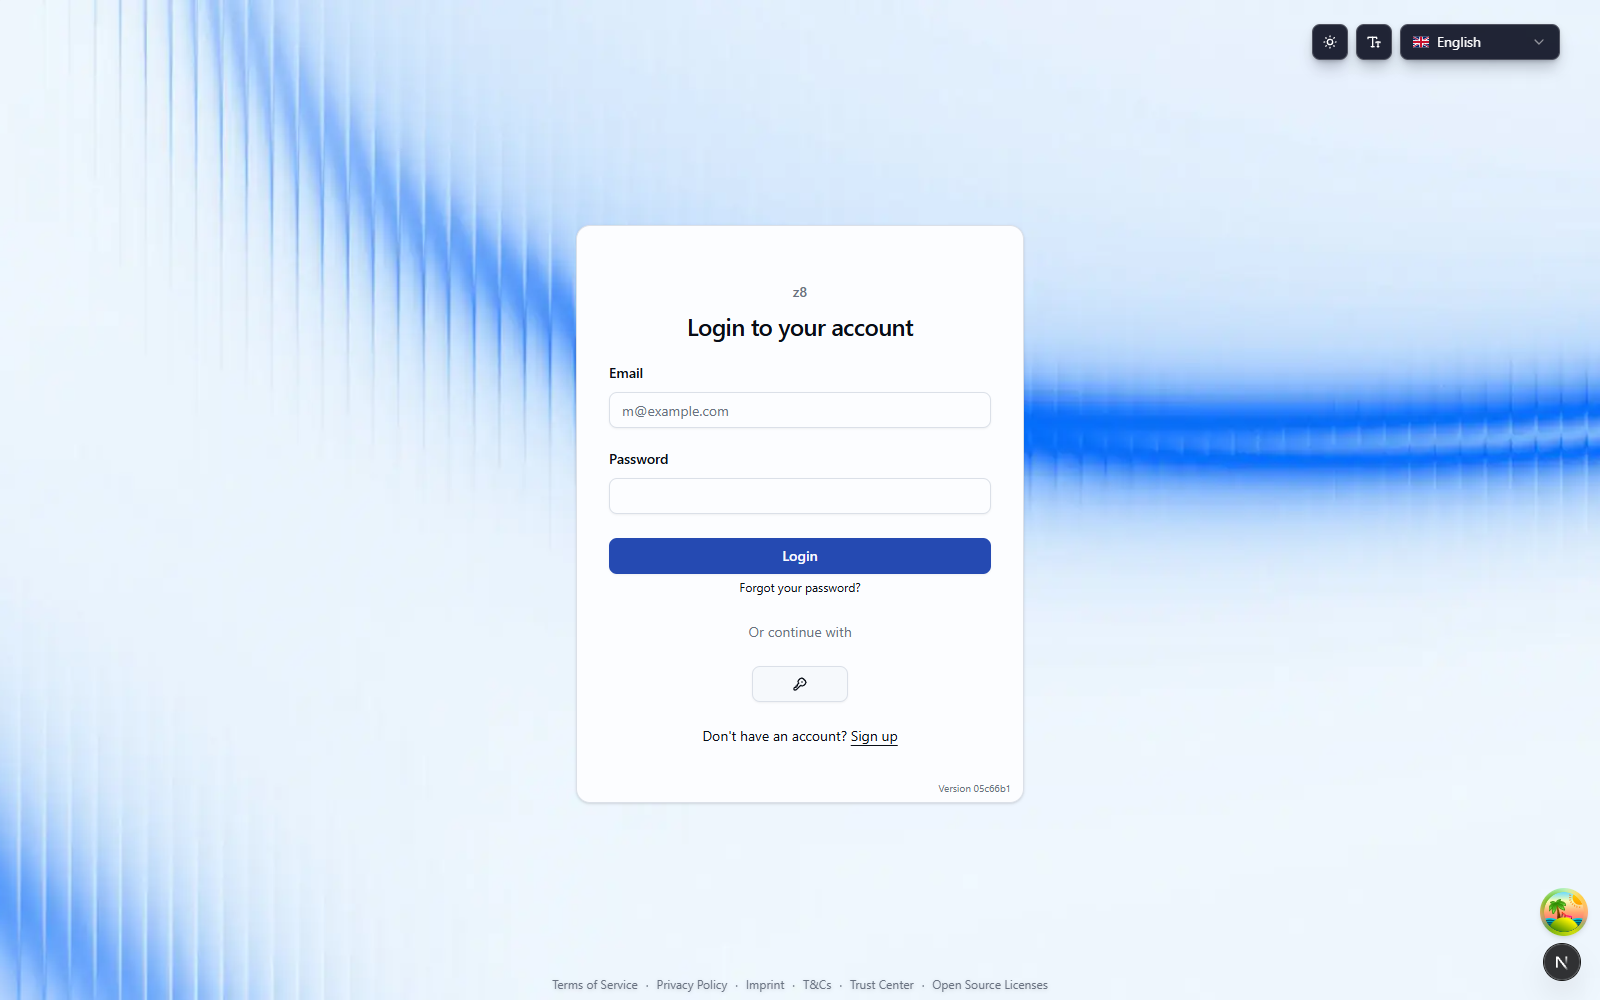 English
z8
Login to your account
Email
m@example.com
Password
Login
Forgot your password?
Or continue with
Don't have an account? Sign up
Version 05c66b1
N
Terms of Service · Privacy Policy · Imprint · T&Cs · Trust Center · Open Source Licenses